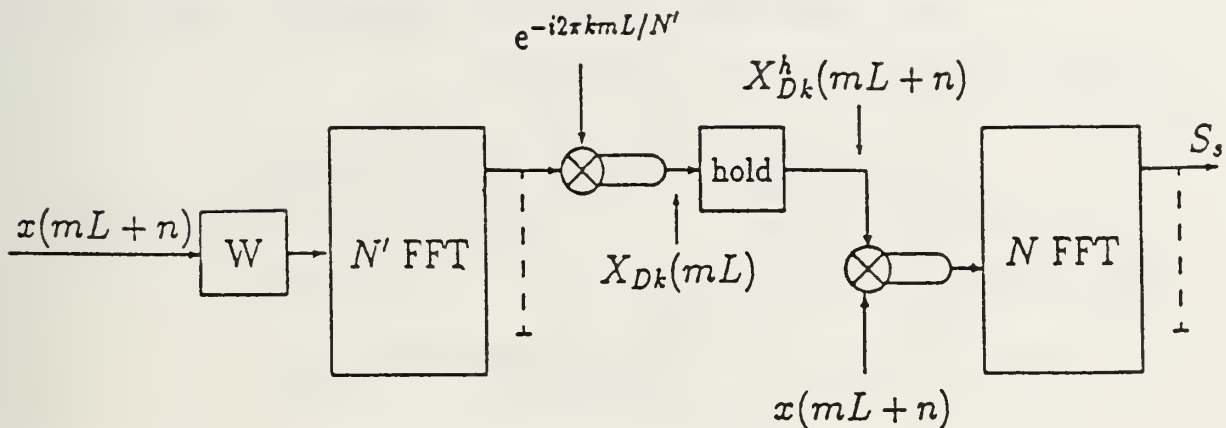 e^{-i2πkmL/N'}
X^h_{Dk}(mL + n)
S_s
x(mL + n)
W
N' FFT
hold
N FFT
X_{Dk}(mL)
x(mL + n)